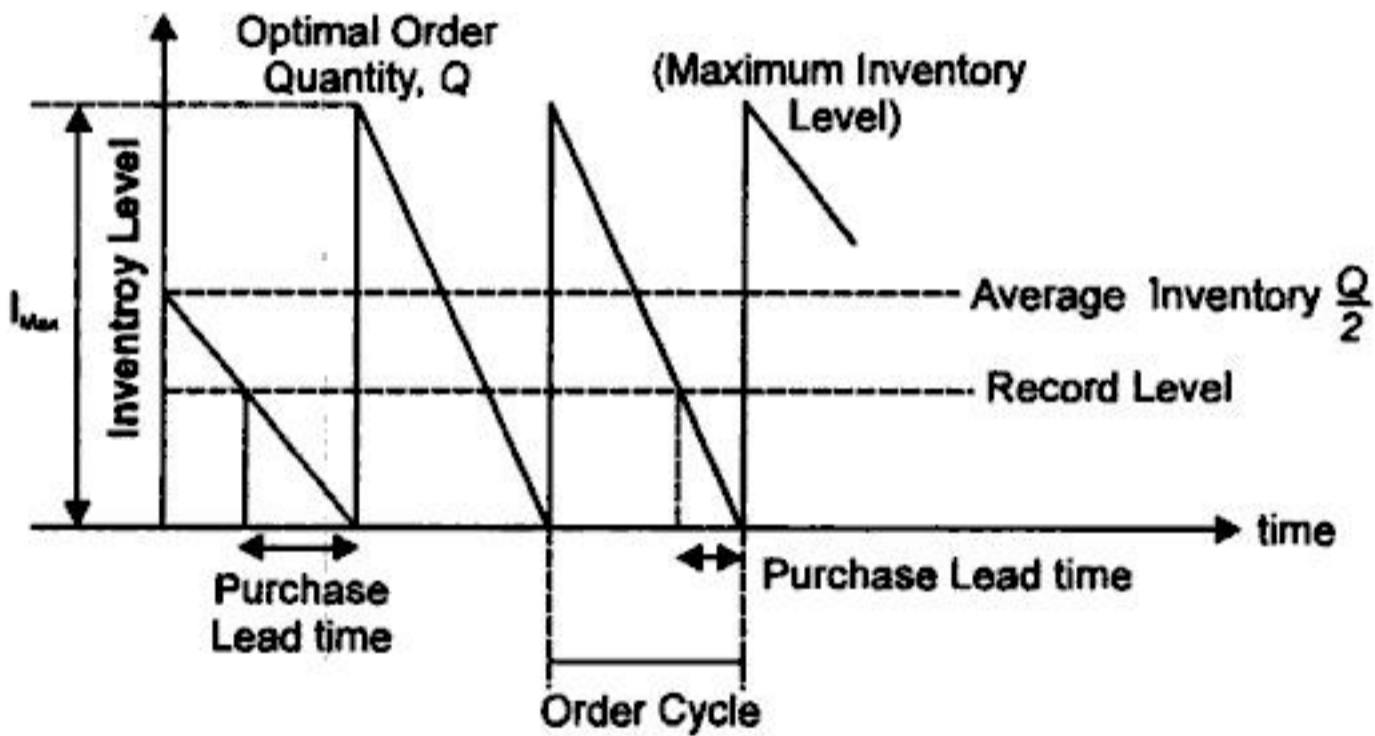 Optimal Order
Quantity, Q
(Maximum Inventory
Level)
Inventroy Level
I_Max
Average Inventory Q/2
Record Level
time
Purchase
Lead time
Purchase Lead time
Order Cycle